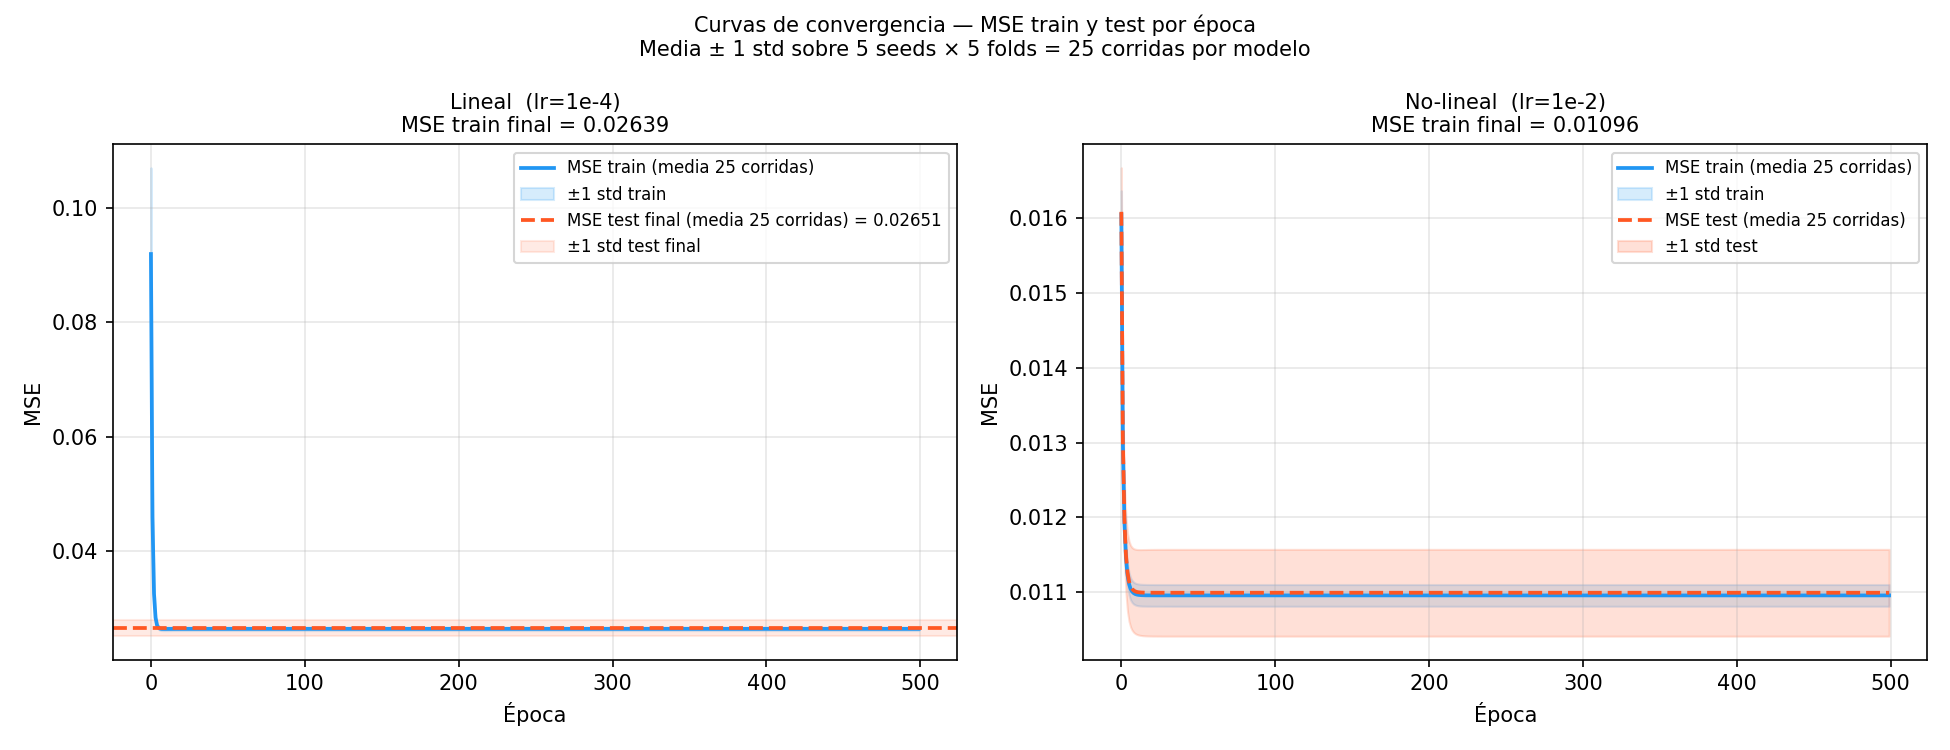 Curvas de convergencia — MSE train y test por época
Media ± 1 std sobre 5 seeds × 5 folds = 25 corridas por modelo
Lineal  (lr=1e-4)
MSE train final = 0.02639
MSE train (media 25 corridas)
±1 std train
MSE test final (media 25 corridas) = 0.02651
±1 std test final
0.10
0.08
0.06
0.04
MSE
0
100
200
300
400
500
Época
No-lineal  (lr=1e-2)
MSE train final = 0.01096
MSE train (media 25 corridas)
±1 std train
MSE test (media 25 corridas)
±1 std test
0.016
0.015
0.014
0.013
0.012
0.011
MSE
0
100
200
300
400
500
Época